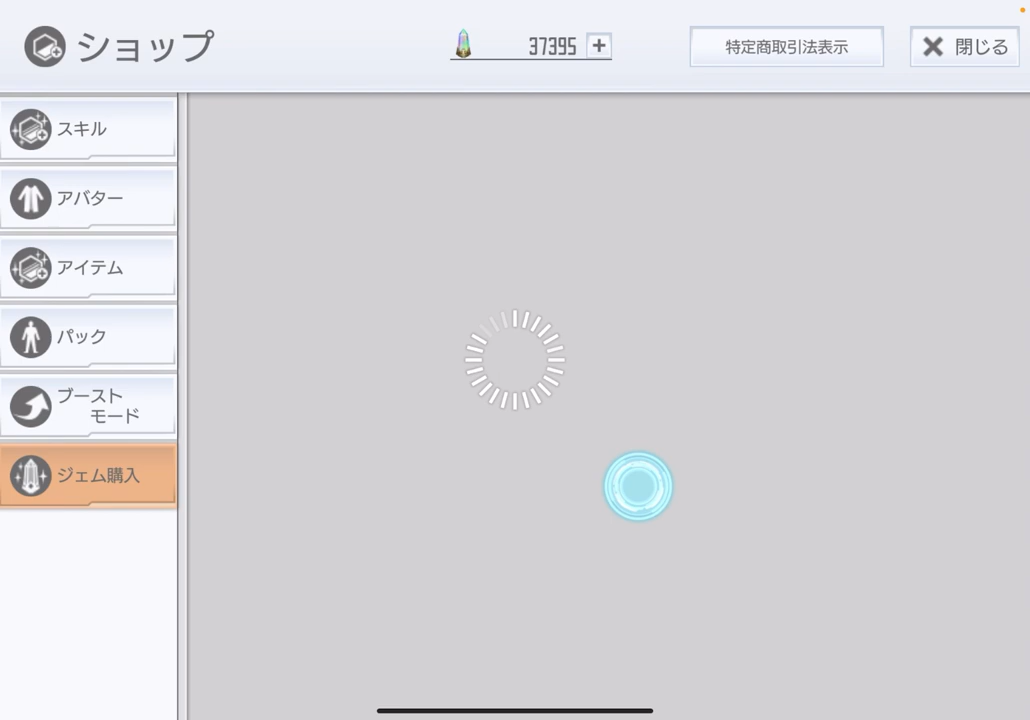 ショップ
37395
特定商取引法表示
閉じる
スキル
アバター
アイテム
パック
ブースト
モード
ジェム購入